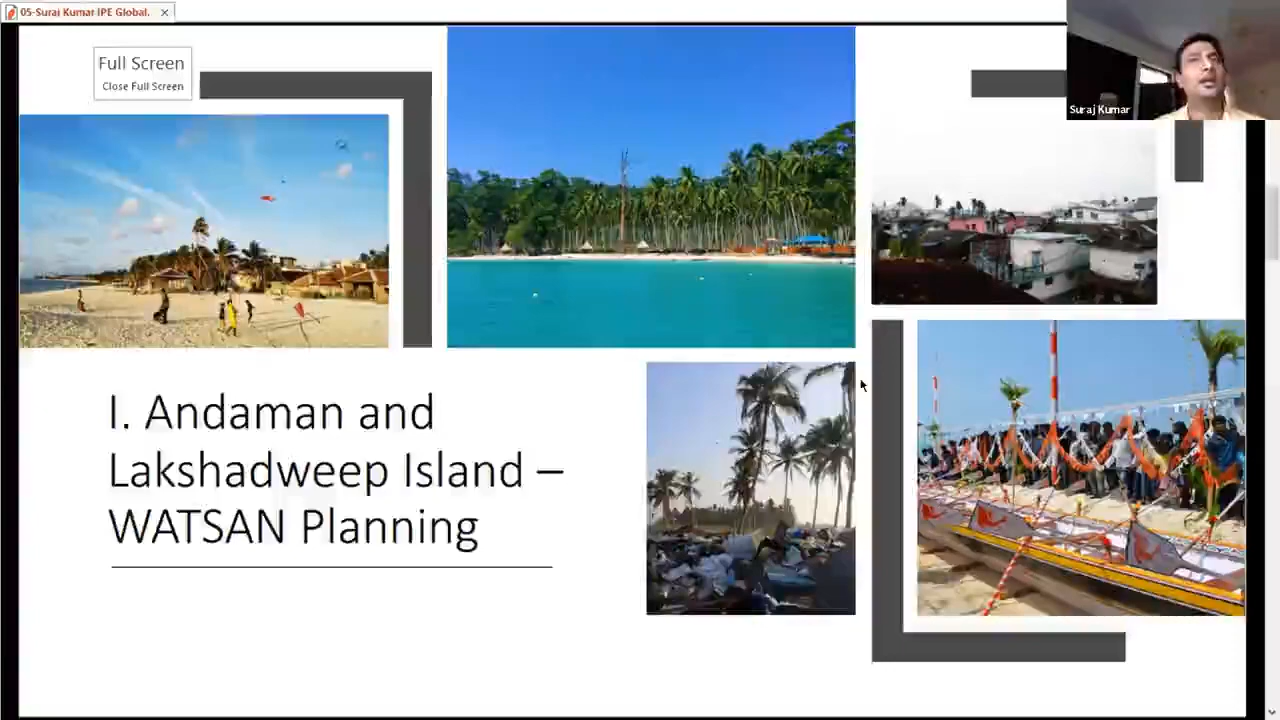 05-Suraj Kumar IPE Global.
Full Screen
Close Full Screen
Suraj Kumar
I. Andaman and
Lakshadweep Island –
WATSAN Planning